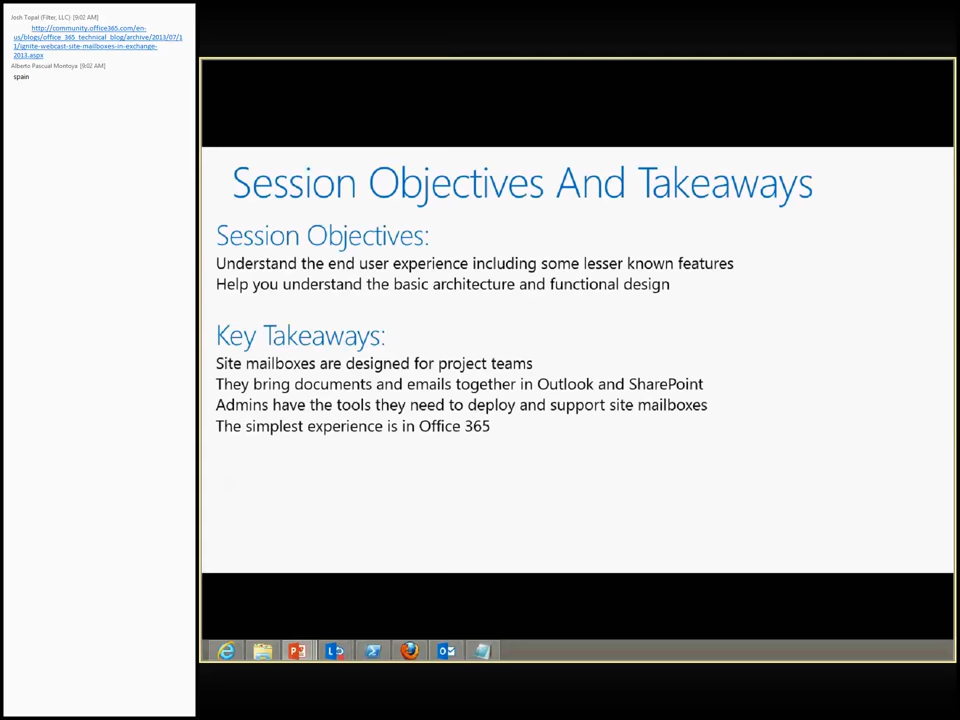 Josh Topal (Filter, LLC) [9:02 AM]
http://community.office365.com/en-
us/blogs/office_365_technical_blog/archive/2013/07/1
1/ignite-webcast-site-mailboxes-in-exchange-
2013.aspx
Alberto Pascual Montoya [9:02 AM]
spain
Session Objectives And Takeaways
Session Objectives:
Understand the end user experience including some lesser known features
Help you understand the basic architecture and functional design
Key Takeaways:
Site mailboxes are designed for project teams
They bring documents and emails together in Outlook and SharePoint
Admins have the tools they need to deploy and support site mailboxes
The simplest experience is in Office 365